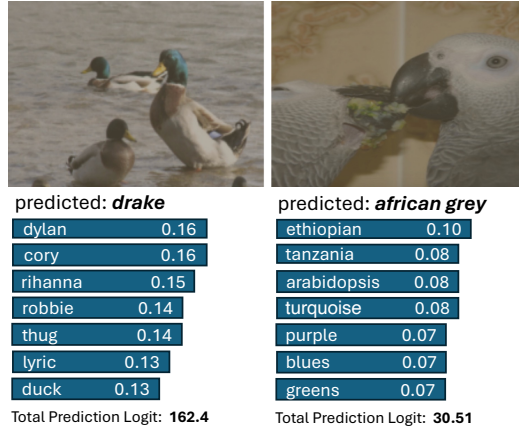 predicted: drake
dylan 0.16
cory 0.16
rihanna 0.15
robbie 0.14
thug 0.14
lyric 0.13
duck 0.13
Total Prediction Logit: 162.4
predicted: african grey
ethiopian 0.10
tanzania 0.08
arabidopsis 0.08
turquoise 0.08
purple 0.07
blues 0.07
greens 0.07
Total Prediction Logit: 30.51